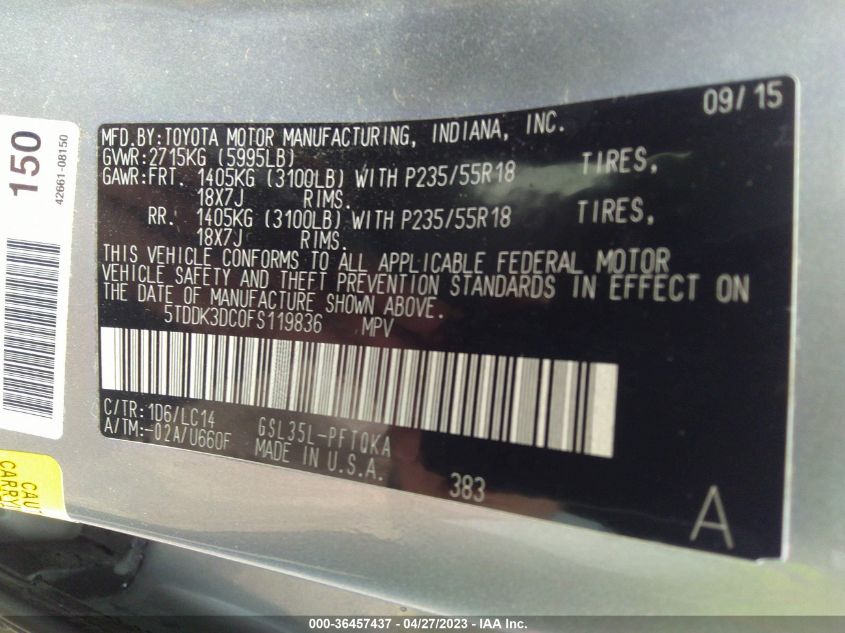 09/15
MFD.BY:TOYOTA MOTOR MANUFACTURING, INDIANA, INC.
GVWR:2715KG (5995LB)
GAWR:FRT. 1405KG (3100LB) WITH P235/55R18 TIRES,
18X7J RIMS.
RR. 1405KG (3100LB) WITH P235/55R18 TIRES,
18X7J RIMS.
THIS VEHICLE CONFORMS TO ALL APPLICABLE FEDERAL MOTOR
VEHICLE SAFETY AND THEFT PREVENTION STANDARDS IN EFFECT ON
THE DATE OF MANUFACTURE SHOWN ABOVE.
5TDDK3DC0FS119836 MPV
C/TR:1D6/LC14
A/TM:-02A/U660F
GSL35L-PFTQKA
MADE IN U.S.A.
383
A
150
42661-08150
CAU
CARRY
000-36457437 - 04/27/2023 - IAA Inc.